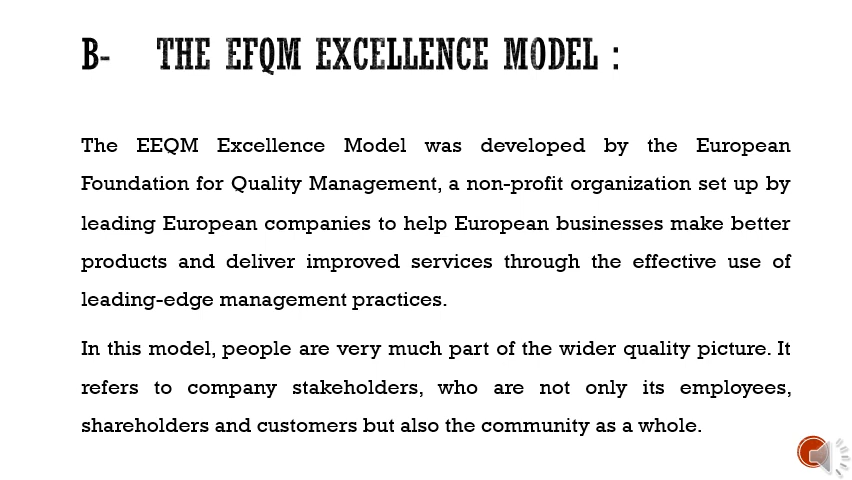 B- THE EFQM EXCELLENCE MODEL :
The EEQM Excellence Model was developed by the European
Foundation for Quality Management, a non-profit organization set up by
leading European companies to help European businesses make better
products and deliver improved services through the effective use of
leading-edge management practices.
In this model, people are very much part of the wider quality picture. It
refers to company stakeholders, who are not only its employees,
shareholders and customers but also the community as a whole.